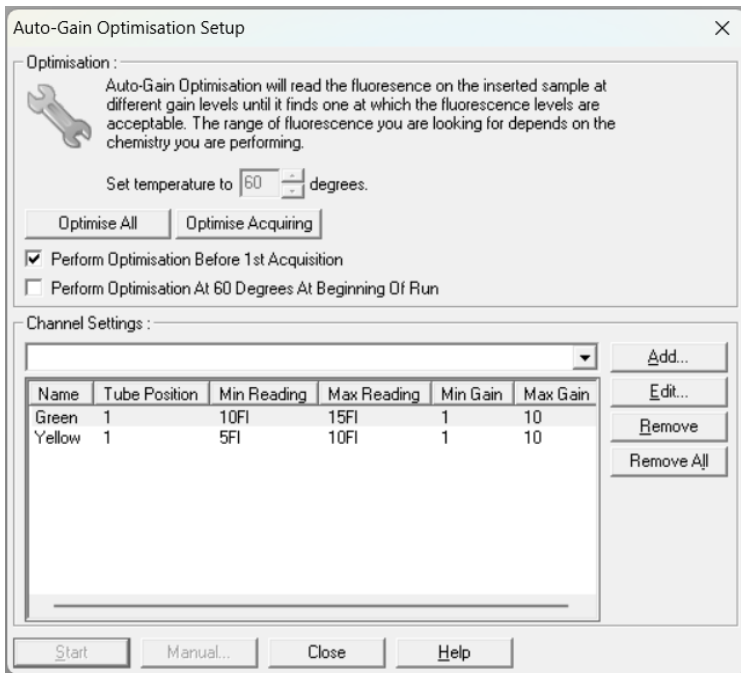 Auto-Gain Optimisation Setup
Optimisation :
Auto-Gain Optimisation will read the fluoresence on the inserted sample at
different gain levels until it finds one at which the fluorescence levels are
acceptable. The range of fluorescence you are looking for depends on the
chemistry you are performing.
Set temperature to 60 degrees.
Optimise All Optimise Acquiring
Perform Optimisation Before 1st Acquisition
Perform Optimisation At 60 Degrees At Beginning Of Run
Channel Settings :
Add...
Name Tube Position Min Reading Max Reading Min Gain Max Gain Edit...
Green 1 10Fl 15Fl 1 10
Remove
Yellow 1 5Fl 10Fl 1 10
Remove All
Start Manual... Close Help